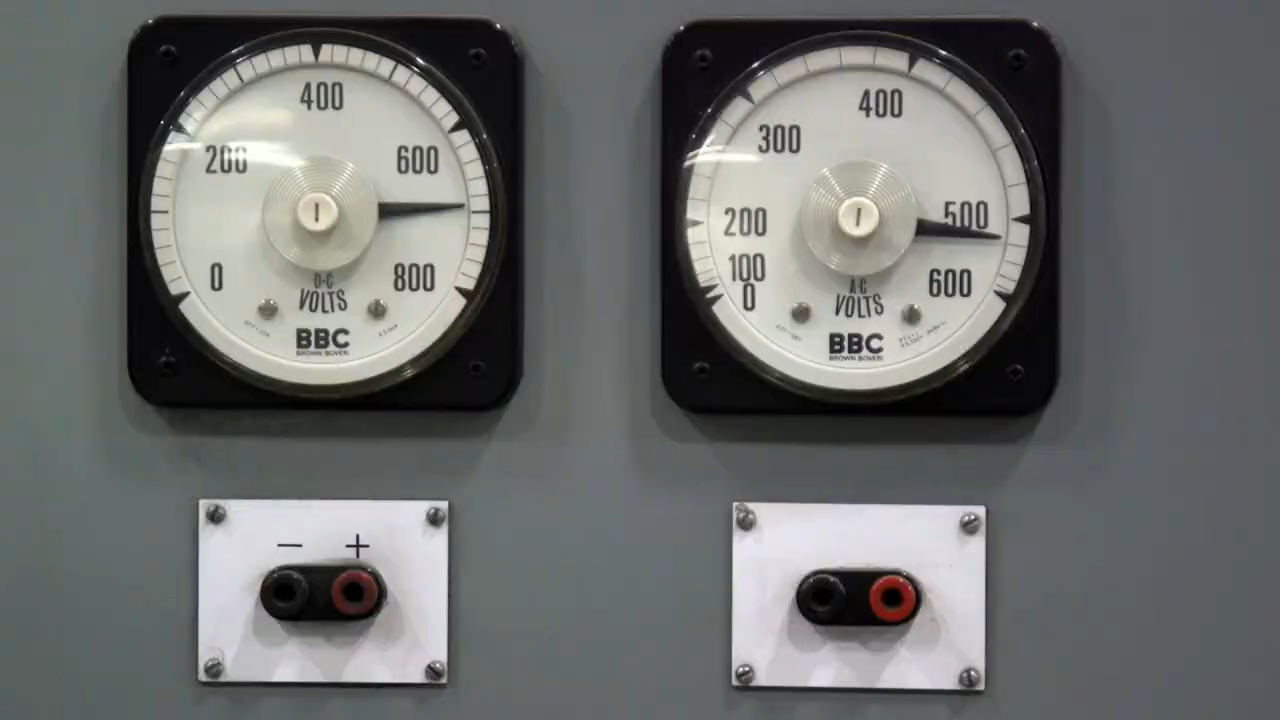 400
200
600
0
800
D-C
VOLTS
BBC
BROWN BOVERI
400
300
200
500
100
0
600
A-C
VOLTS
BBC
BROWN BOVERI
− +